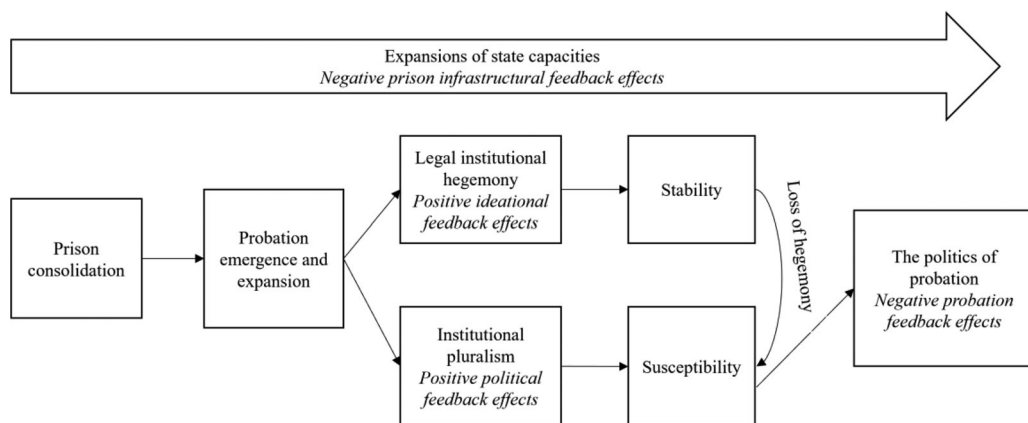 Expansions of state capacities
Negative prison infrastructural feedback effects
Prison
consolidation
Probation
emergence and
expansion
Legal institutional
hegemony
Positive ideational
feedback effects
Stability
Loss of hegemony
Institutional
pluralism
Positive political
feedback effects
Susceptibility
The politics of
probation
Negative probation
feedback effects